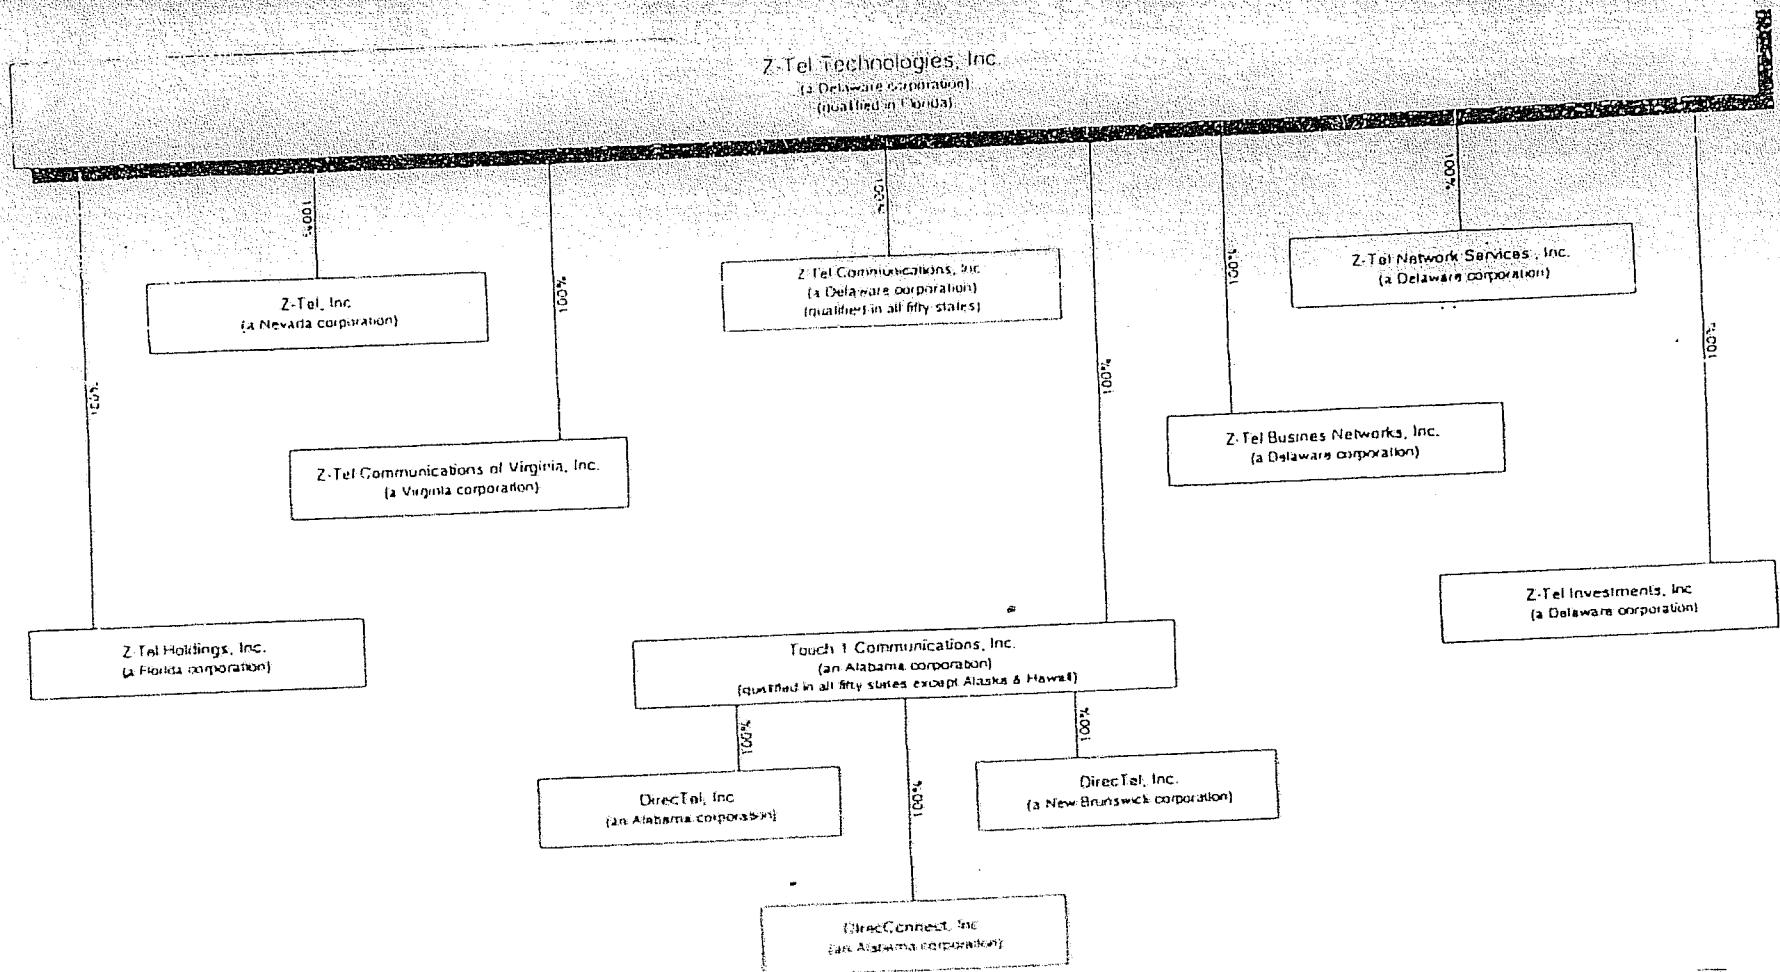 Z-Tel Technologies, Inc.
(a Delaware corporation)
(qualified in Florida)
100%
100%
100%
100%
100%
100%
100%
100%
Z-Tel Network Services, Inc.
(a Delaware corporation)
Z-Tel Communications, Inc
(a Delaware corporation)
(qualified in all fifty states)
Z-Tel, Inc
(a Nevada corporation)
Z-Tel Busines Networks, Inc.
(a Delaware corporation)
Z-Tel Communications of Virginia, Inc.
(a Virginia corporation)
Z-Tel Investments, Inc
(a Delaware corporation)
Z-Tel Holdings, Inc.
(a Florida corporation)
Touch 1 Communications, Inc.
(an Alabama corporation)
(qualified in all fifty states except Alaska & Hawaii)
100%
100%
100%
DirecTel, Inc
(an Alabama corporation)
DirecTel, Inc.
(a New Brunswick corporation)
DirecConnect, Inc
(an Alabama corporation)